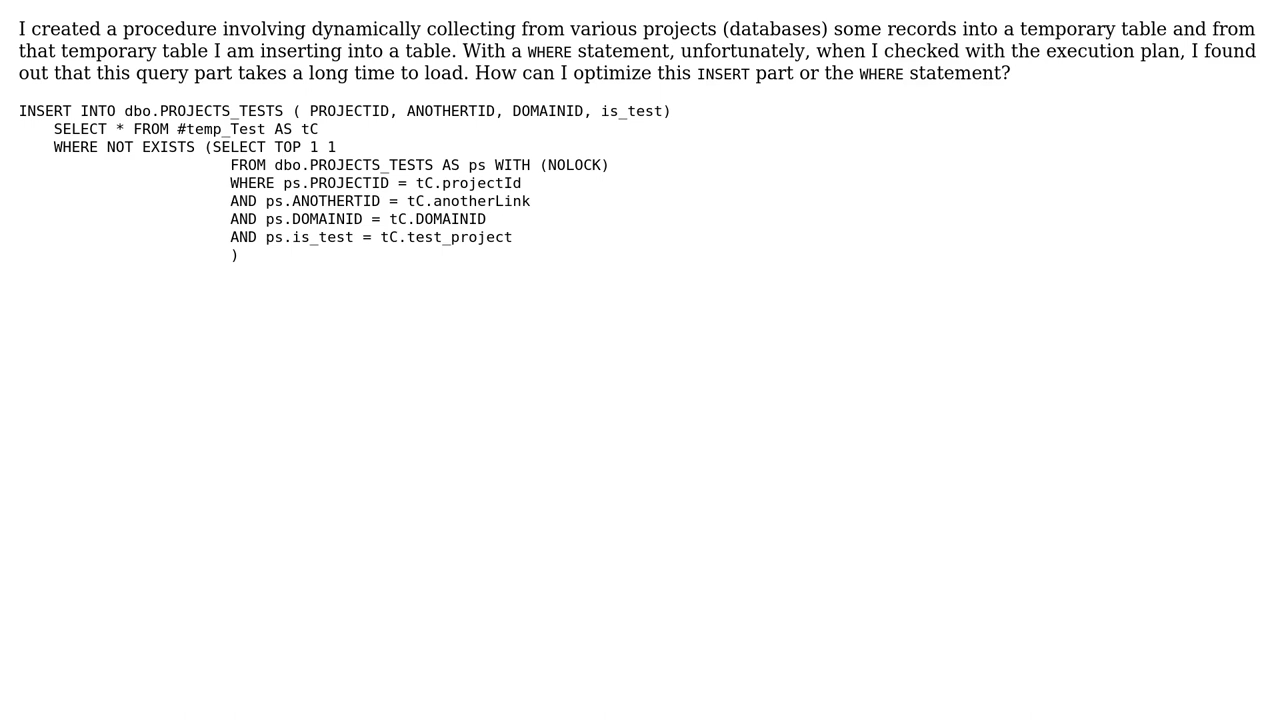 I created a procedure involving dynamically collecting from various projects (databases) some records into a temporary table and from
that temporary table I am inserting into a table. With a WHERE statement, unfortunately, when I checked with the execution plan, I found
out that this query part takes a long time to load. How can I optimize this INSERT part or the WHERE statement?
INSERT INTO dbo.PROJECTS_TESTS ( PROJECTID, ANOTHERTID, DOMAINID, is_test)
    SELECT * FROM #temp_Test AS tC
    WHERE NOT EXISTS (SELECT TOP 1 1
                        FROM dbo.PROJECTS_TESTS AS ps WITH (NOLOCK)
                        WHERE ps.PROJECTID = tC.projectId
                        AND ps.ANOTHERTID = tC.anotherLink
                        AND ps.DOMAINID = tC.DOMAINID
                        AND ps.is_test = tC.test_project
                        )